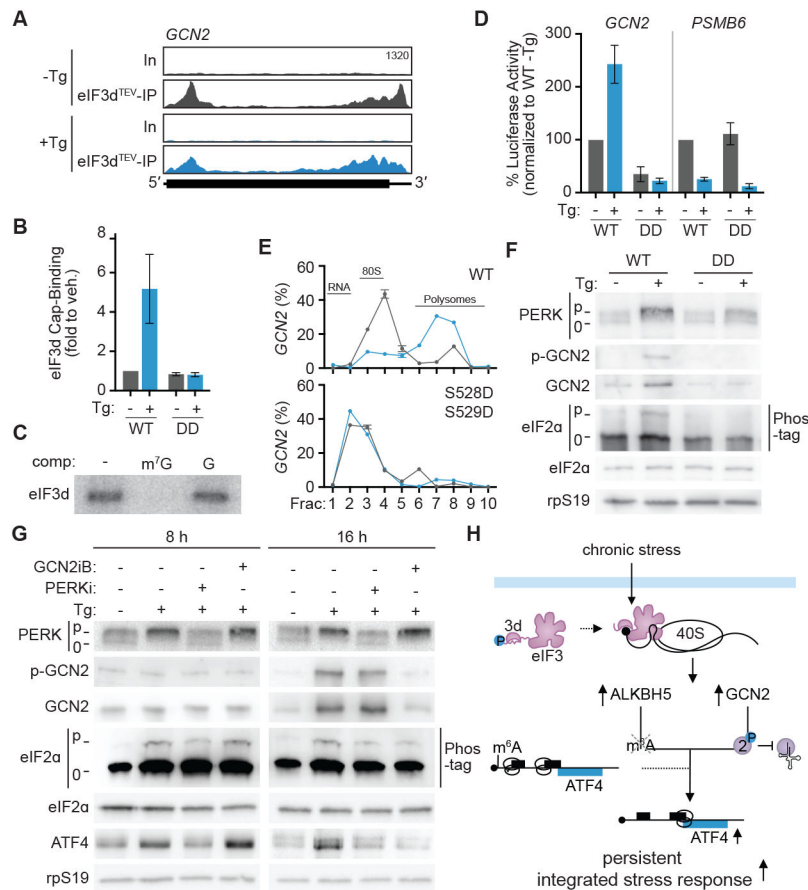 A
GCN2
-Tg
In
1320
eIF3dTEV-IP
+Tg
In
eIF3dTEV-IP
5′
3′
B
eIF3d Cap-Binding
(fold to veh.)
8
6
4
2
0
Tg: - + - +
WT DD
C
comp: - m7G G
eIF3d
D
GCN2 PSMB6
% Luciferase Activity
(normalized to WT -Tg)
300
200
100
0
Tg: - + - + - + - +
WT DD WT DD
E
60
40
20
0
GCN2 (%)
RNA
80S
Polysomes
WT
60
40
20
0
GCN2 (%)
S528D
S529D
Frac: 1 2 3 4 5 6 7 8 9 10
F
WT DD
Tg: - + - +
PERK p- 0-
p-GCN2
GCN2
eIF2α p- 0-
Phos
-tag
eIF2α
rpS19
G
8 h 16 h
GCN2iB: - - - + - - - +
PERKi: - - + - - - + -
Tg: - + + + - + + +
PERK p- 0-
p-GCN2
GCN2
eIF2α p- 0-
Phos
-tag
eIF2α
ATF4
rpS19
H
chronic stress
P
3d
eIF3
40S
ALKBH5
GCN2
m6A
m6A
2
P
ATF4
ATF4
persistent
integrated stress response